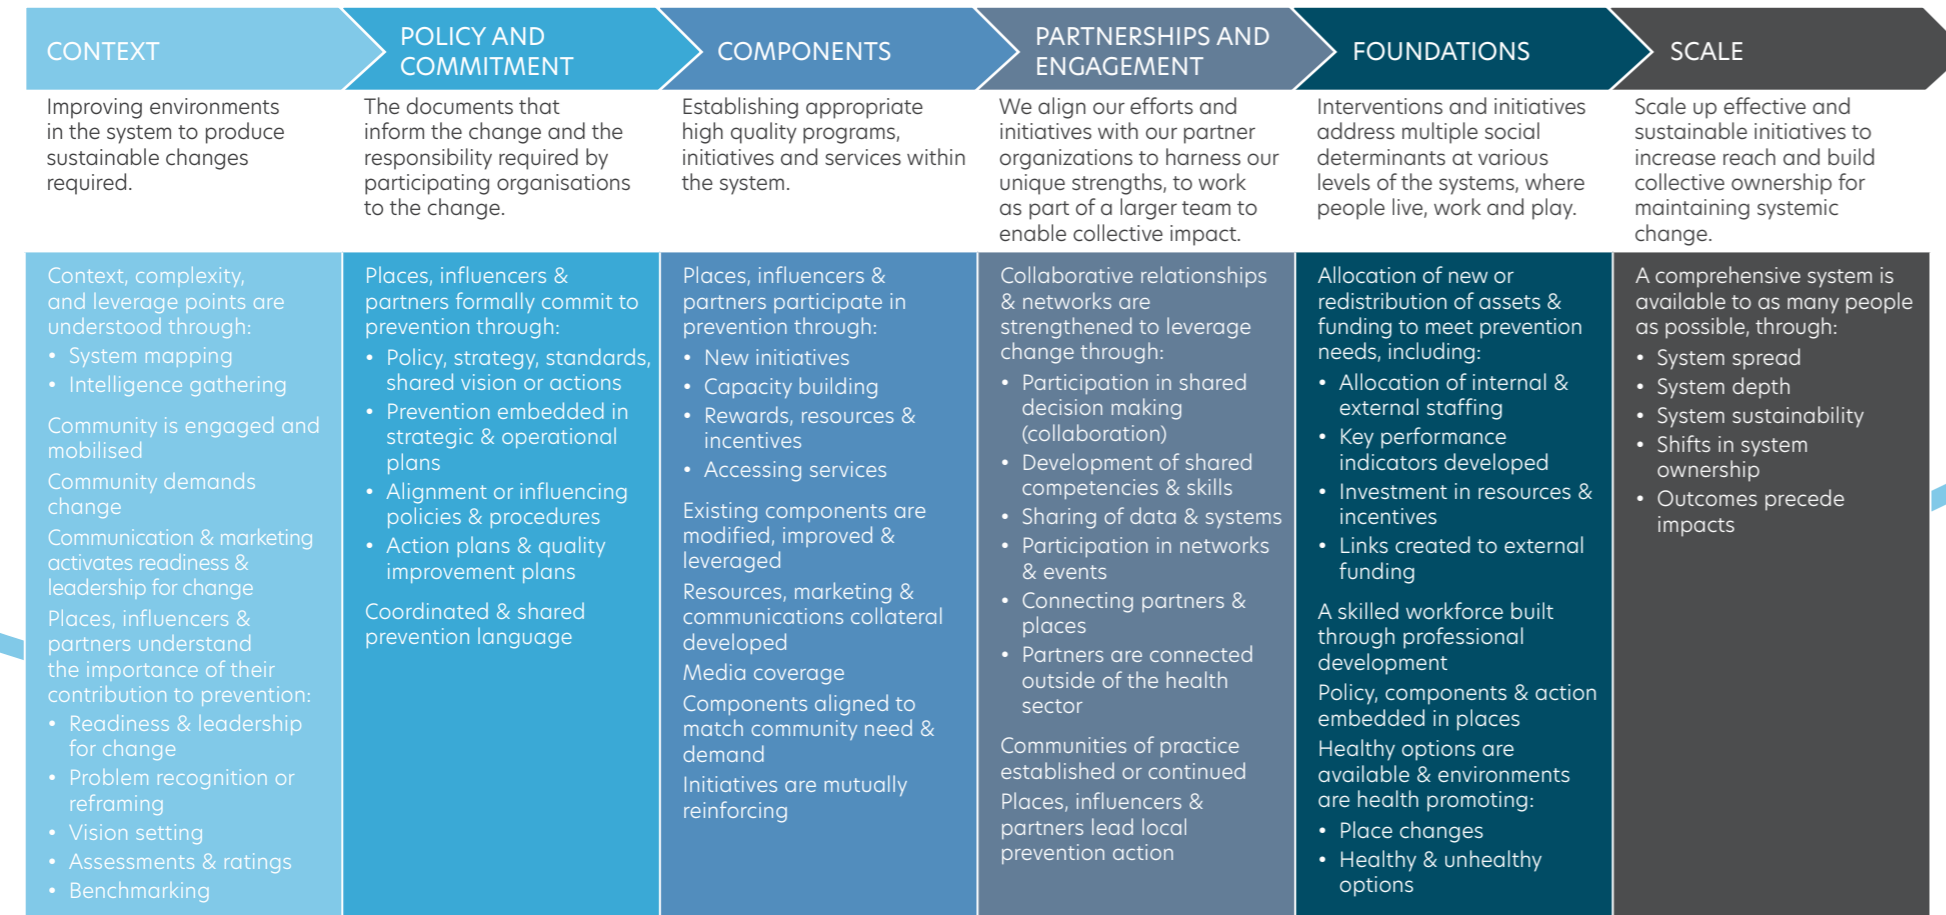 CONTEXT
POLICY AND
COMMITMENT
COMPONENTS
PARTNERSHIPS AND
ENGAGEMENT
FOUNDATIONS
SCALE
Improving environments
in the system to produce
sustainable changes
required.
The documents that
inform the change and the
responsibility required by
participating organisations
to the change.
Establishing appropriate
high quality programs,
initiatives and services within
the system.
We align our efforts and
initiatives with our partner
organizations to harness our
unique strengths, to work
as part of a larger team to
enable collective impact.
Interventions and initiatives
address multiple social
determinants at various
levels of the systems, where
people live, work and play.
Scale up effective and
sustainable initiatives to
increase reach and build
collective ownership for
maintaining systemic
change.
Context, complexity,
and leverage points are
understood through:
• System mapping
• Intelligence gathering
Community is engaged and
mobilised
Community demands
change
Communication & marketing
activates readiness &
leadership for change
Places, influencers &
partners understand
the importance of their
contribution to prevention:
• Readiness & leadership
for change
• Problem recognition or
reframing
• Vision setting
• Assessments & ratings
• Benchmarking
Places, influencers &
partners formally commit to
prevention through:
• Policy, strategy, standards,
shared vision or actions
• Prevention embedded in
strategic & operational
plans
• Alignment or influencing
policies & procedures
• Action plans & quality
improvement plans
Coordinated & shared
prevention language
Places, influencers &
partners participate in
prevention through:
• New initiatives
• Capacity building
• Rewards, resources &
incentives
• Accessing services
Existing components are
modified, improved &
leveraged
Resources, marketing &
communications collateral
developed
Media coverage
Components aligned to
match community need &
demand
Initiatives are mutually
reinforcing
Collaborative relationships
& networks are
strengthened to leverage
change through:
• Participation in shared
decision making
(collaboration)
• Development of shared
competencies & skills
• Sharing of data & systems
• Participation in networks
& events
• Connecting partners &
places
• Partners are connected
outside of the health
sector
Communities of practice
established or continued
Places, influencers &
partners lead local
prevention action
Allocation of new or
redistribution of assets &
funding to meet prevention
needs, including:
• Allocation of internal &
external staffing
• Key performance
indicators developed
• Investment in resources &
incentives
• Links created to external
funding
A skilled workforce built
through professional
development
Policy, components & action
embedded in places
Healthy options are
available & environments
are health promoting:
• Place changes
• Healthy & unhealthy
options
A comprehensive system is
available to as many people
as possible, through:
• System spread
• System depth
• System sustainability
• Shifts in system
ownership
• Outcomes precede
impacts